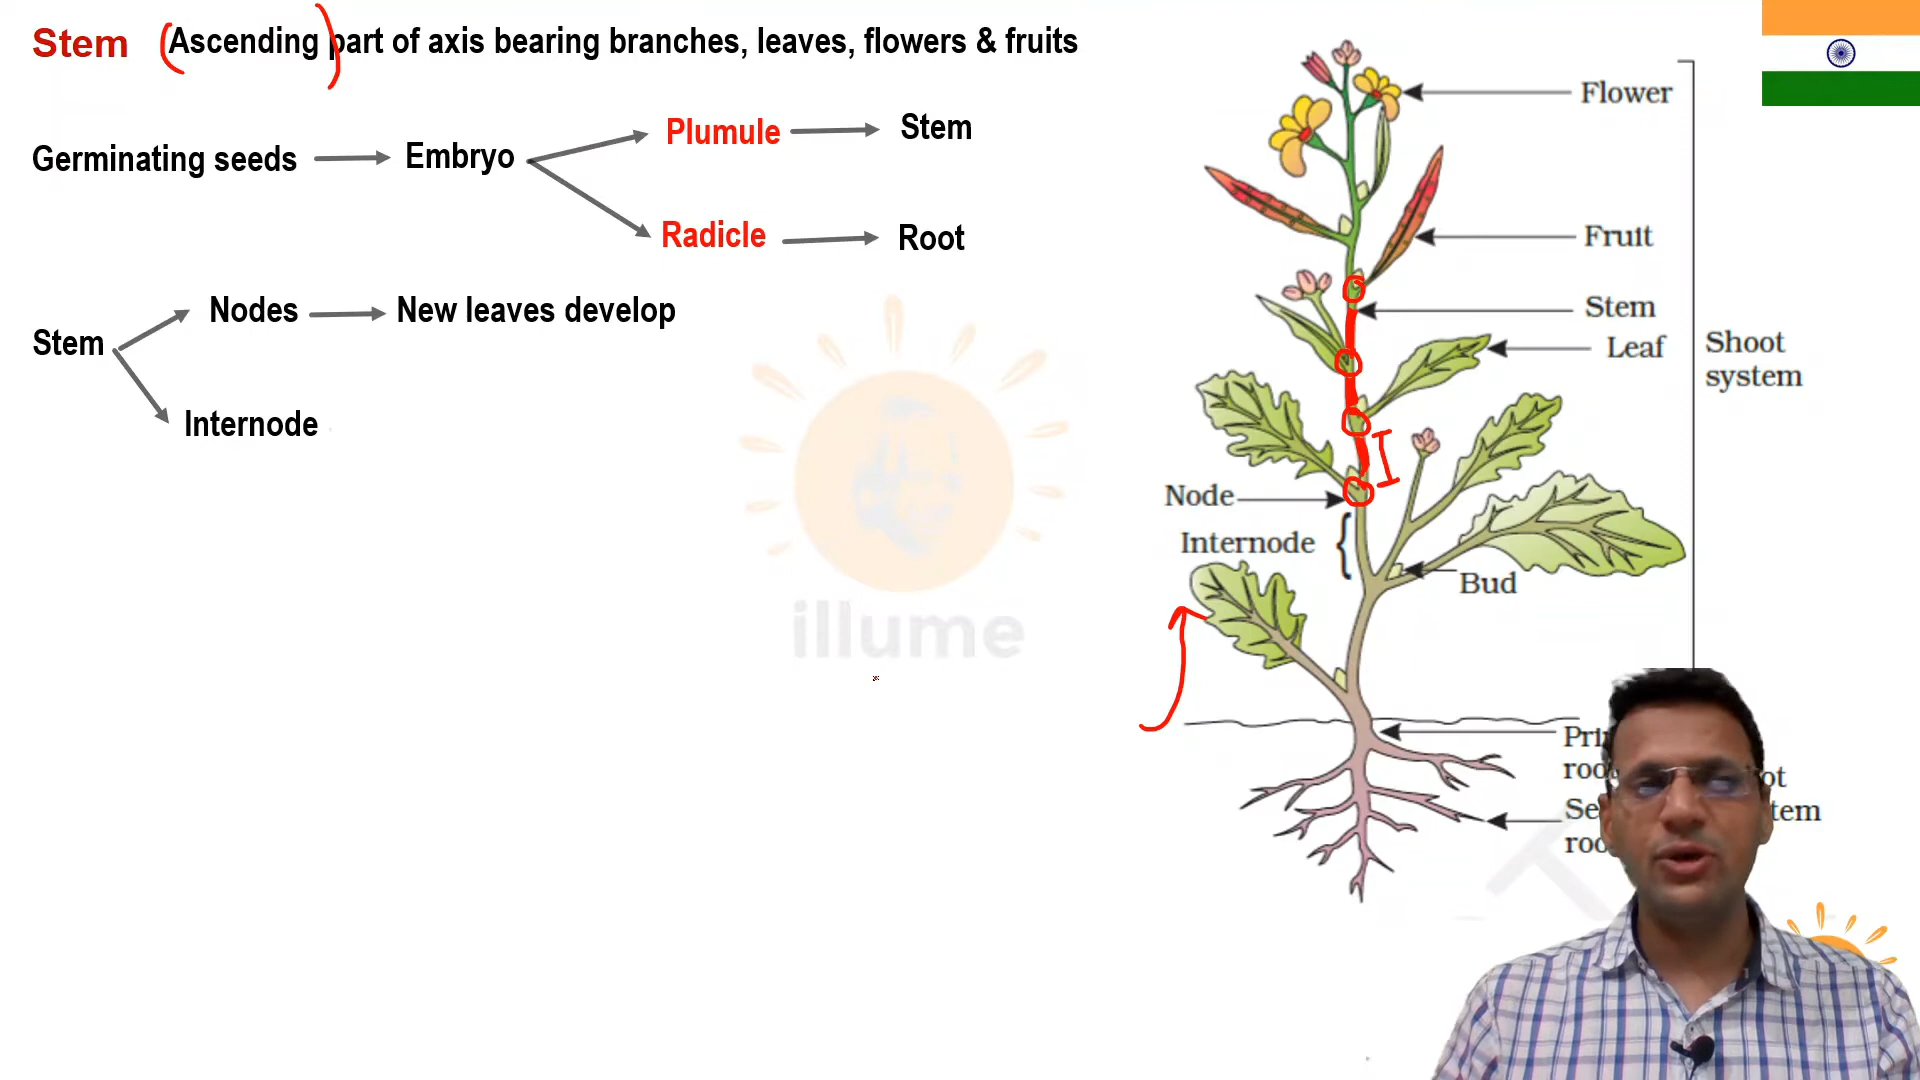 Stem (Ascending) part of axis bearing branches, leaves, flowers & fruits
Germinating seeds
Embryo
Plumule
Stem
Radicle
Root
Stem
Nodes
New leaves develop
Internode
illume
Flower
Fruit
Stem
Leaf
Shoot
system
Node
Internode
Bud